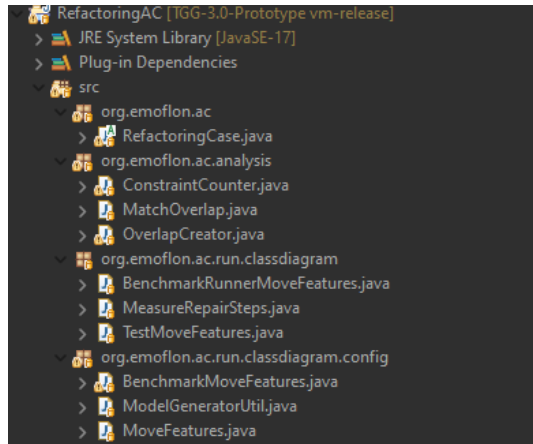 RefactoringAC [TGG-3.0-Prototype vm-release]
JRE System Library [JavaSE-17]
Plug-in Dependencies
src
org.emoflon.ac
RefactoringCase.java
org.emoflon.ac.analysis
ConstraintCounter.java
MatchOverlap.java
OverlapCreator.java
org.emoflon.ac.run.classdiagram
BenchmarkRunnerMoveFeatures.java
MeasureRepairSteps.java
TestMoveFeatures.java
org.emoflon.ac.run.classdiagram.config
BenchmarkMoveFeatures.java
ModelGeneratorUtil.java
MoveFeatures.java